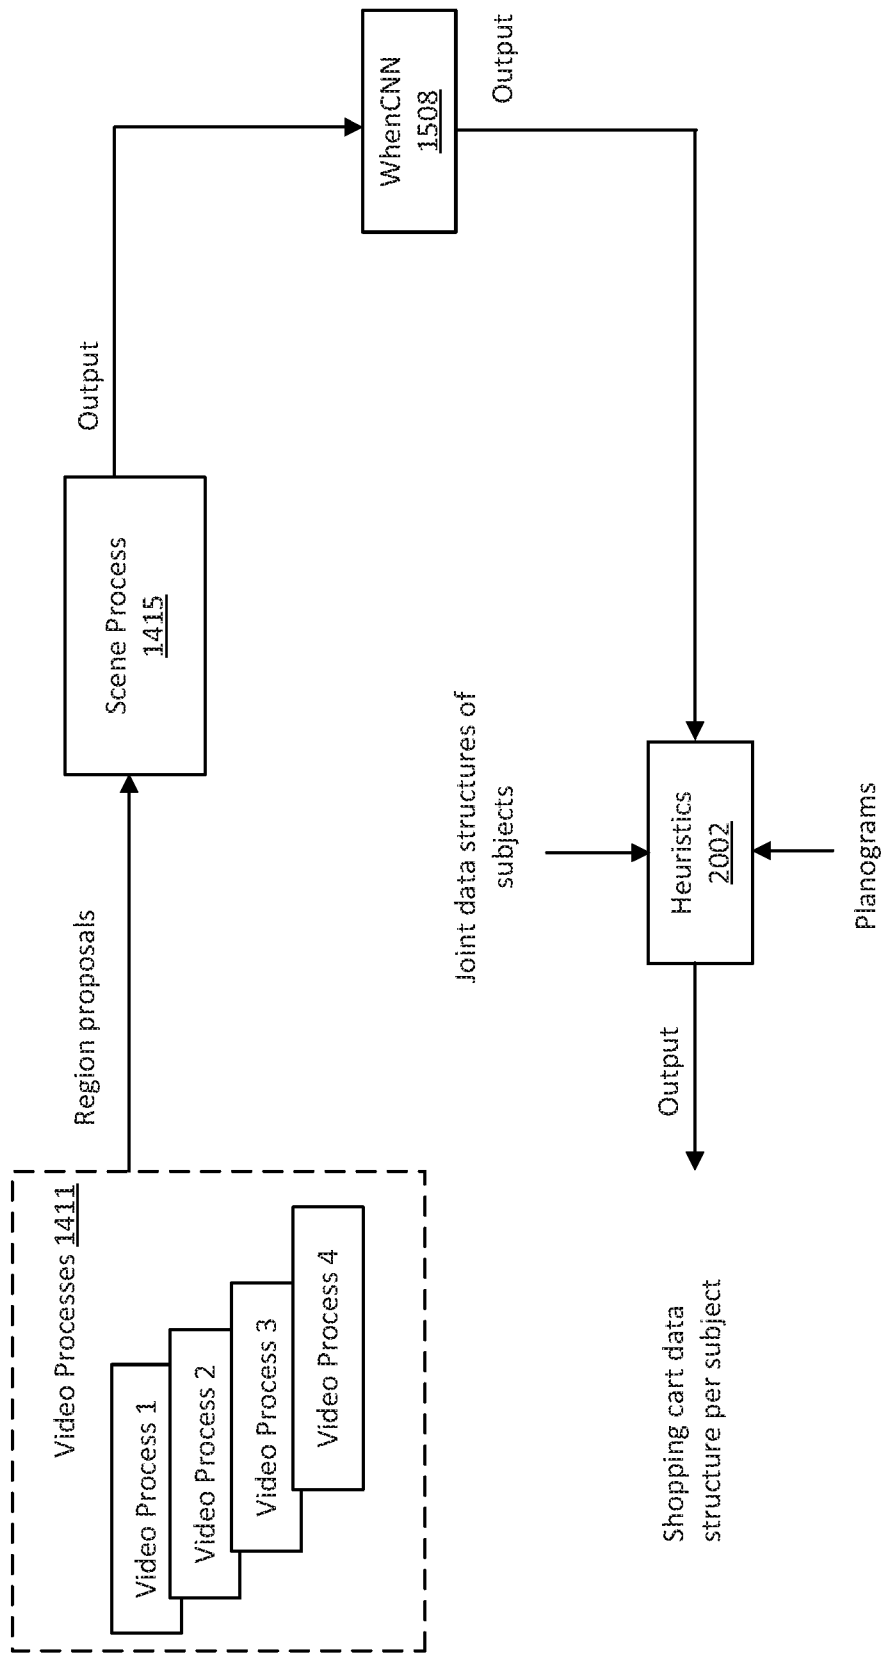 Video Processes 1411
Video Process 1
Video Process 2
Video Process 3
Video Process 4
Region proposals
Scene Process
1415
Output
WhenCNN
1508
Output
Joint data structures of
subjects
Heuristics
2002
Planograms
Output
Shopping cart data
structure per subject